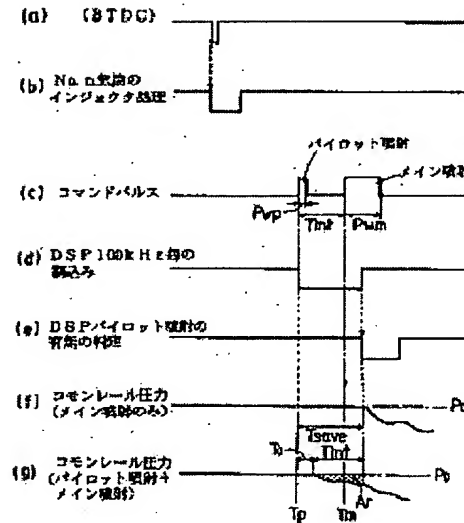 (a) (BTDC)
(b) No. n気筒の
インジェクタ処理
パイロット噴射
メイン噴射
(c) コマンドパルス
Pwp Tint Pwm
(d) DSP 100kHz毎の
割込み
(e) DSPパイロット噴射の
有無の判定
(f) コモンレール圧力
(メイン噴射のみ)
Tsave
(g) コモンレール圧力
(パイロット噴射+
メイン噴射)
Tint
Tp Tm Ar